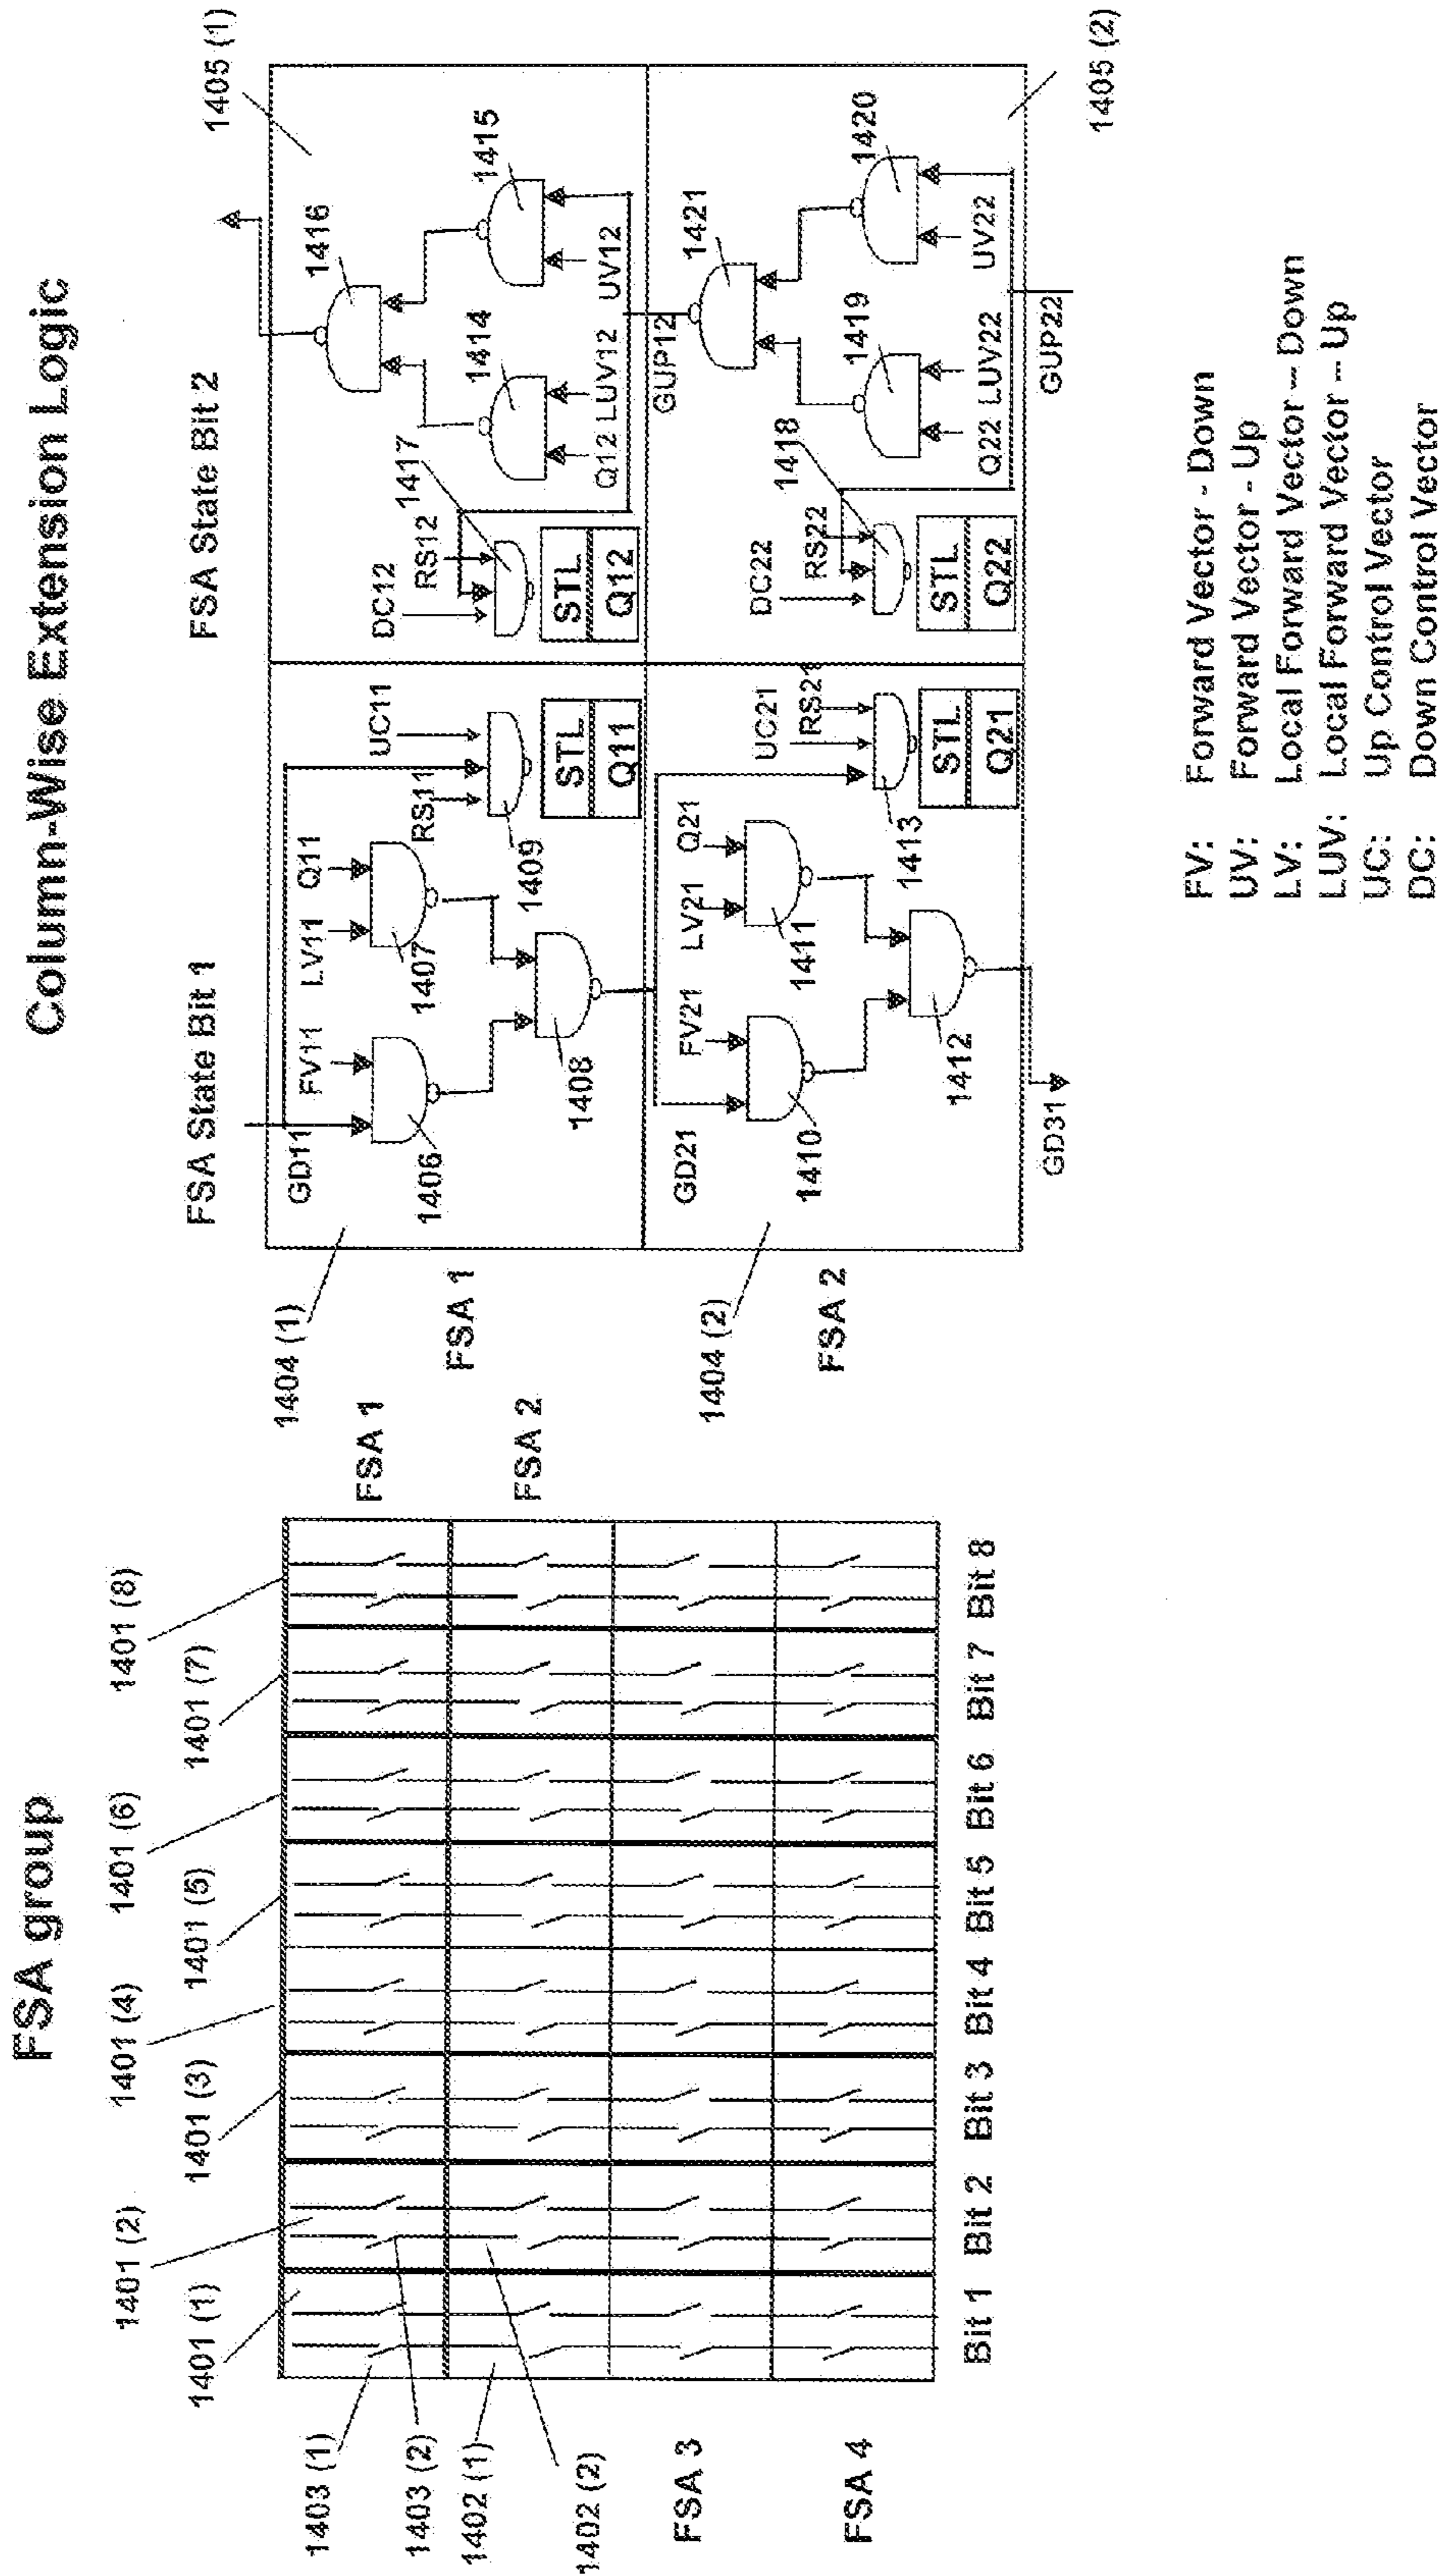 FSA group
1401 (2)
1401 (4)
1401 (6)
1401 (8)
1401 (1)
1401 (3)
1401 (5)
1401 (7)
1403 (1)
1403 (2)
1402 (1)
1402 (2)
FSA 1
FSA 2
FSA 3
FSA 4
Bit 1
Bit 2
Bit 3
Bit 4
Bit 5
Bit 6
Bit 7
Bit 8
Column-Wise Extension Logic
FSA State Bit 1
FSA State Bit 2
1404 (1)
1405 (1)
FSA 1
GD11
FV11
LV11
Q11
RS11
UC11
1406
1407
1408
1409
STL
Q11
DC12
RS12
1417
1414
1416
1415
STL
Q12
Q12
LUV12
UV12
GUP12
1404 (2)
FSA 2
GD21
FV21
LV21
Q21
UC21
RS21
1410
1411
1412
1413
STL
Q21
DC22
RS22
1418
1419
1421
1420
STL
Q22
Q22
LUV22
UV22
GD31
GUP22
1405 (2)
FV: Forward Vector - Down
UV: Forward Vector - Up
LV: Local Forward Vector -- Down
LUV: Local Forward Vector -- Up
UC: Up Control Vector
DC: Down Control Vector